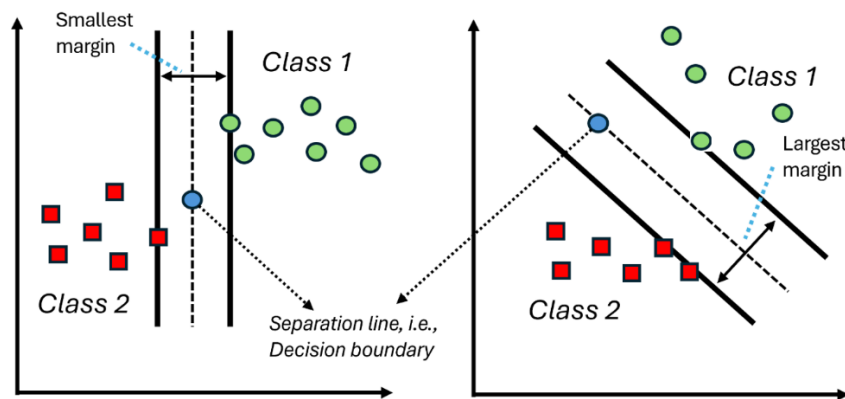 Smallest
margin
Class 1
Class 2
Separation line, i.e.,
Decision boundary
Class 1
Largest
margin
Class 2